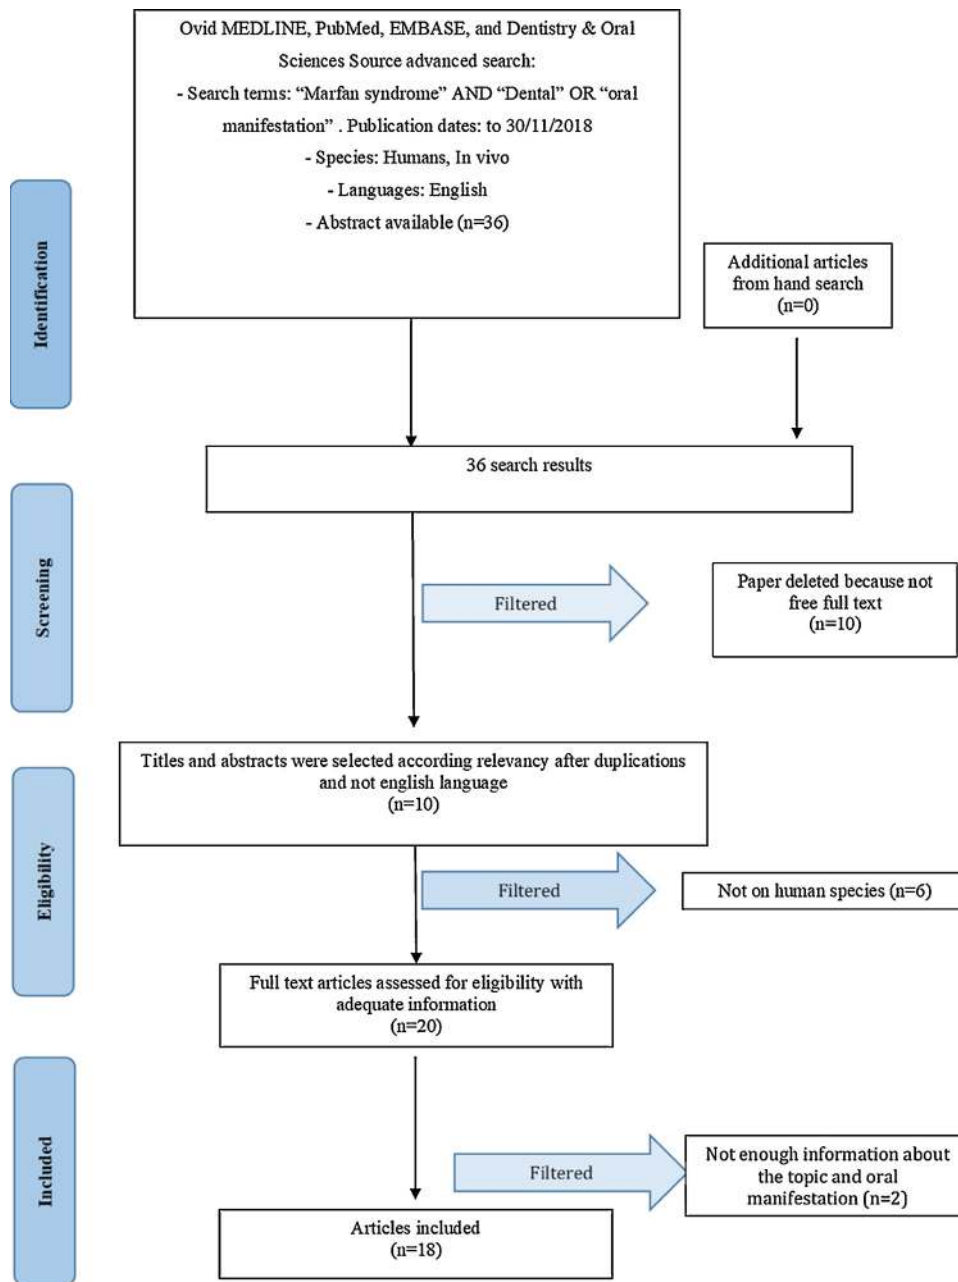 Ovid MEDLINE, PubMed, EMBASE, and Dentistry & Oral
Sciences Source advanced search:
- Search terms: “Marfan syndrome” AND “Dental” OR “oral
manifestation” . Publication dates: to 30/11/2018
- Species: Humans, In vivo
- Languages: English
- Abstract available (n=36)
Identification
Additional articles
from hand search
(n=0)
36 search results
Screening
Filtered
Paper deleted because not
free full text
(n=10)
Titles and abstracts were selected according relevancy after duplications
and not english language
(n=10)
Eligibility
Filtered
Not on human species (n=6)
Full text articles assessed for eligibility with
adequate information
(n=20)
Included
Filtered
Not enough information about
the topic and oral
manifestation (n=2)
Articles included
(n=18)